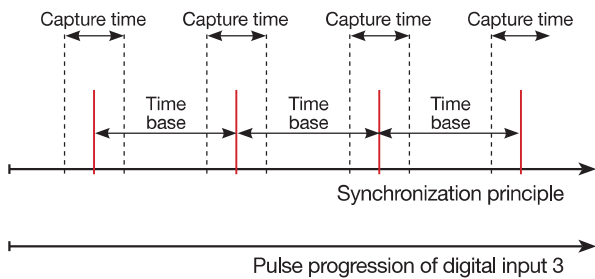 Capture time Capture time Capture time Capture time
Time base
Time base
Time base
Synchronization principle
Pulse progression of digital input 3